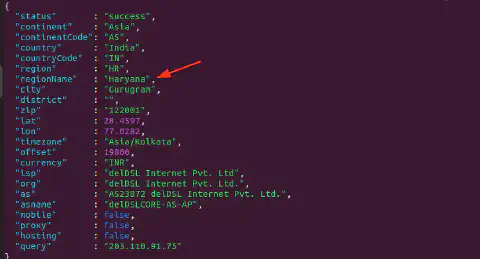 {
"status" : "success",
"continent" : "Asia",
"continentCode": "AS",
"country" : "India",
"countryCode" : "IN",
"region" : "HR",
"regionName" : "Haryana",
"city" : "Gurugram",
"district" : "",
"zip" : "122001",
"lat" : 28.4597,
"lon" : 77.0282,
"timezone" : "Asia/Kolkata",
"offset" : 19800,
"currency" : "INR",
"isp" : "delDSL Internet Pvt. Ltd",
"org" : "delDSL Internet Pvt. Ltd.",
"as" : "AS23872 delDSL Internet Pvt. Ltd.",
"asname" : "delDSLCORE-AS-AP",
"mobile" : false,
"proxy" : false,
"hosting" : false,
"query" : "203.110.91.75"
}